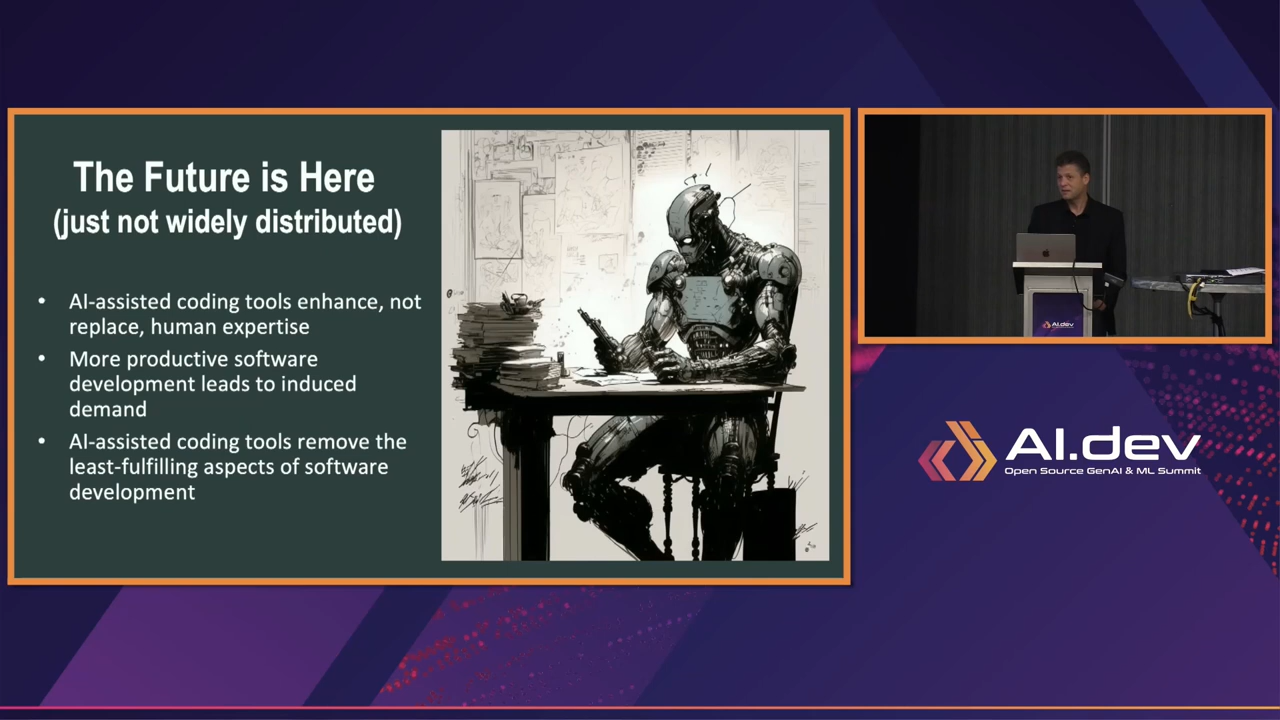 The Future is Here
(just not widely distributed)
• AI-assisted coding tools enhance, not
replace, human expertise
• More productive software
development leads to induced
demand
• AI-assisted coding tools remove the
least-fulfilling aspects of software
development
AI.dev
AI.dev
Open Source GenAI & ML Summit